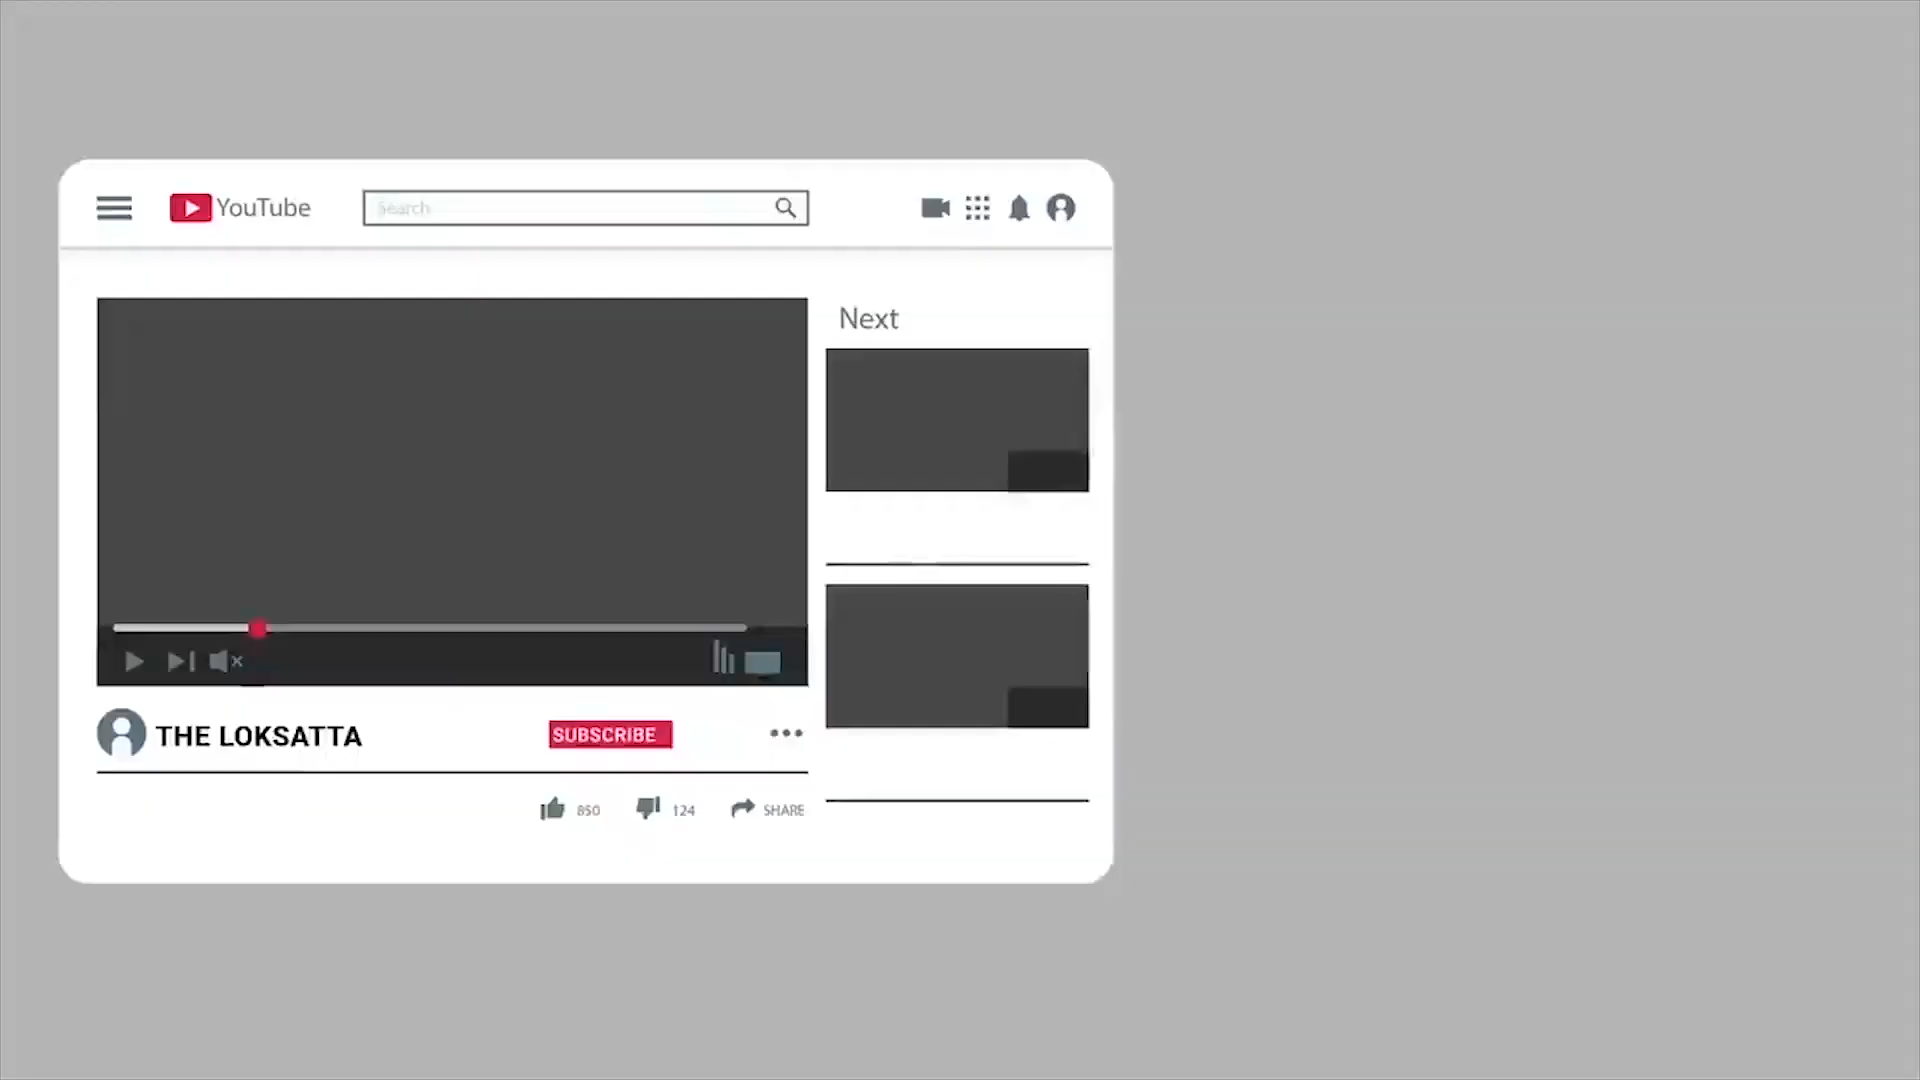 YouTube
Search
Next
THE LOKSATTA
SUBSCRIBE
850
124
SHARE